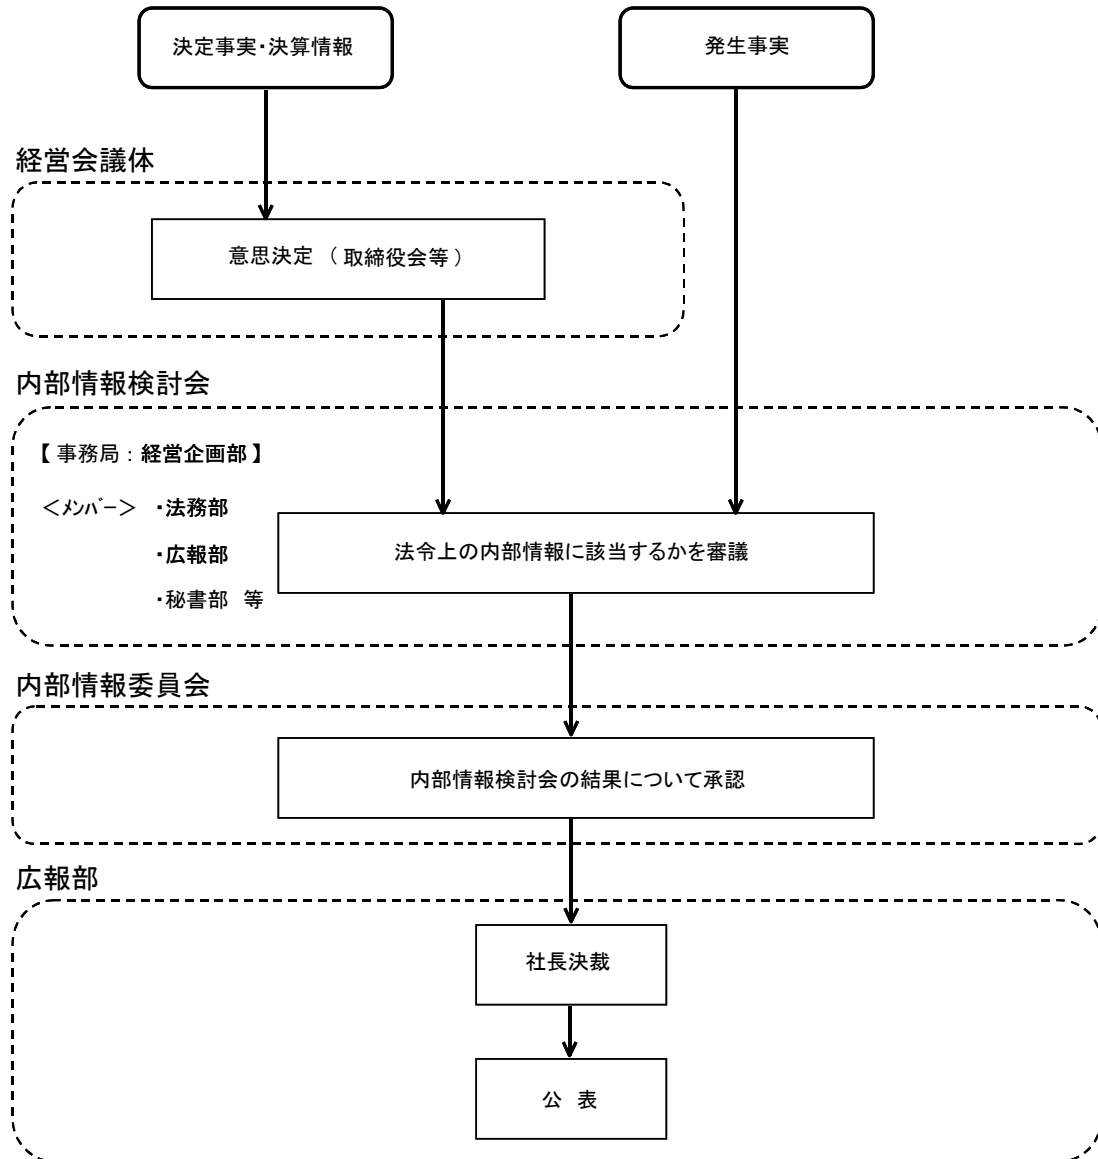 決定事実・決算情報
発生事実
経営会議体
意思決定 （ 取締役会等 ）
内部情報検討会
【 事務局 : 経営企画部 】
＜ﾒﾝﾊﾞｰ＞ ・法務部
・広報部
・秘書部 等
法令上の内部情報に該当するかを審議
内部情報委員会
内部情報検討会の結果について承認
広報部
社長決裁
公 表